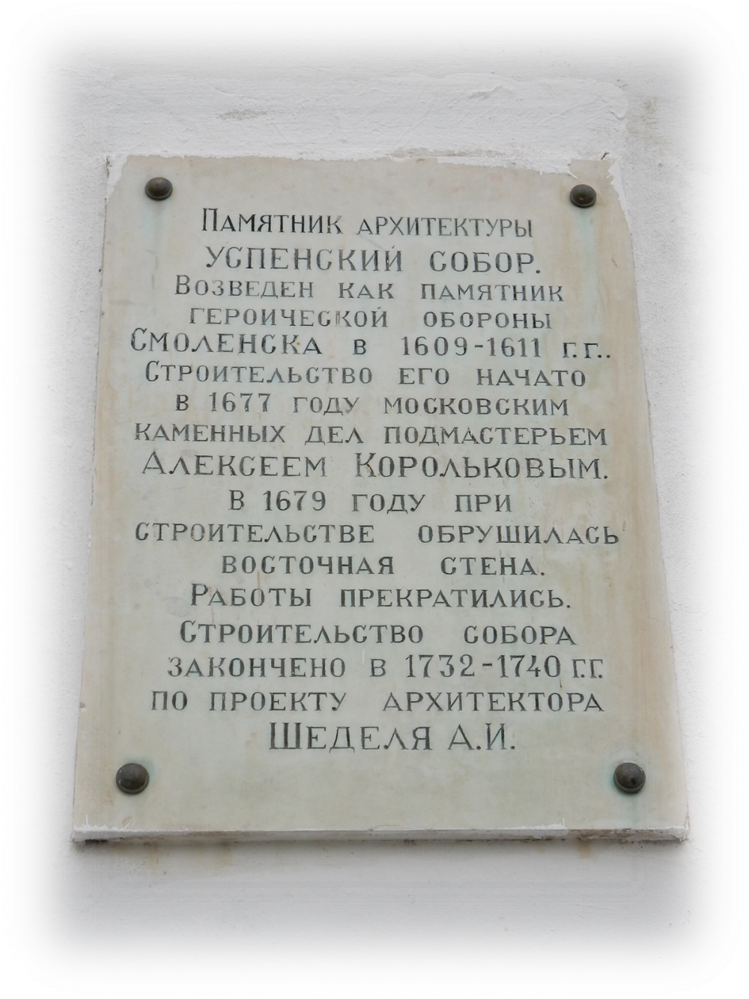 Памятник архитектуры
УСПЕНСКИЙ СОБОР.
Возведен как памятник
героической обороны
Смоленска в 1609-1611 г.г..
Строительство его начато
в 1677 году московским
каменных дел подмастерьем
Алексеем Корольковым.
В 1679 году при
строительстве обрушилась
восточная стена.
Работы прекратились.
Строительство собора
закончено в 1732-1740 г.г.
по проекту архитектора
Шеделя А.И.